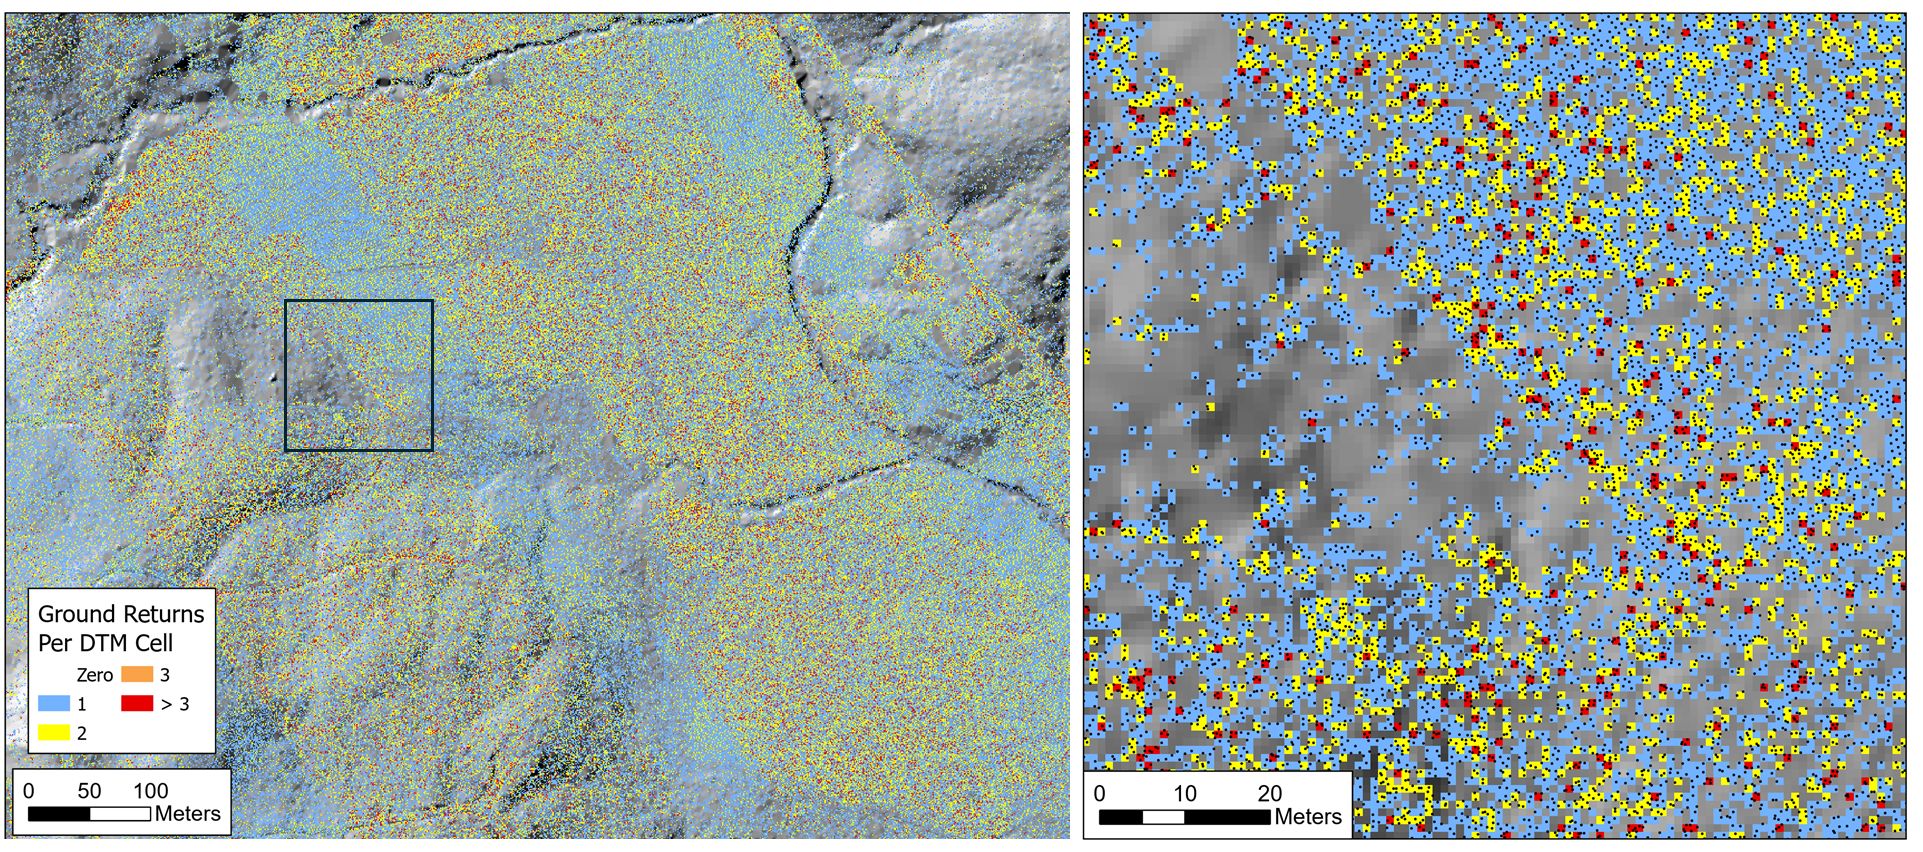 Ground Returns
Per DTM Cell
Zero 3
1 > 3
2
0 50 100
Meters
0 10 20
Meters